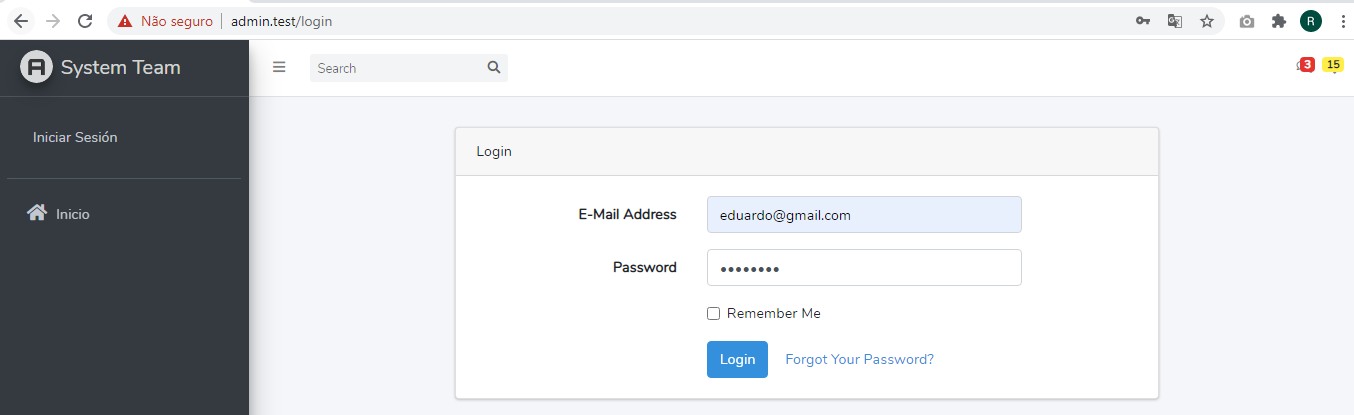 Não seguro | admin.test/login
R
System Team
Search
3
15
Iniciar Sesión
Inicio
Login
E-Mail Address
eduardo@gmail.com
Password
••••••••
Remember Me
Login
Forgot Your Password?